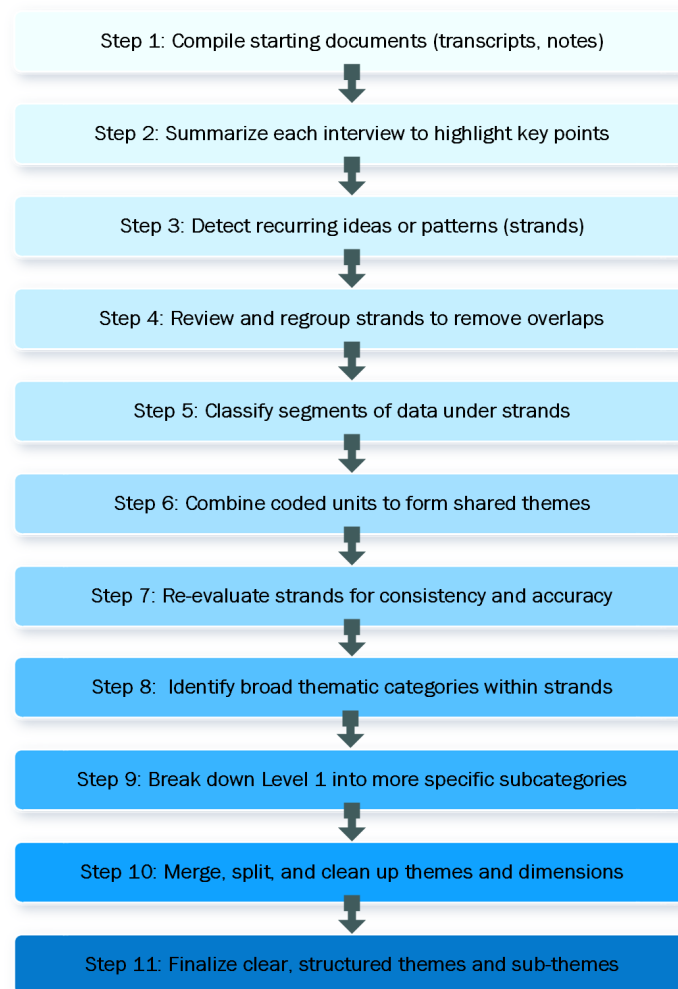 Step 1: Compile starting documents (transcripts, notes)
Step 2: Summarize each interview to highlight key points
Step 3: Detect recurring ideas or patterns (strands)
Step 4: Review and regroup strands to remove overlaps
Step 5: Classify segments of data under strands
Step 6: Combine coded units to form shared themes
Step 7: Re-evaluate strands for consistency and accuracy
Step 8:  Identify broad thematic categories within strands
Step 9: Break down Level 1 into more specific subcategories
Step 10: Merge, split, and clean up themes and dimensions
Step 11: Finalize clear, structured themes and sub-themes